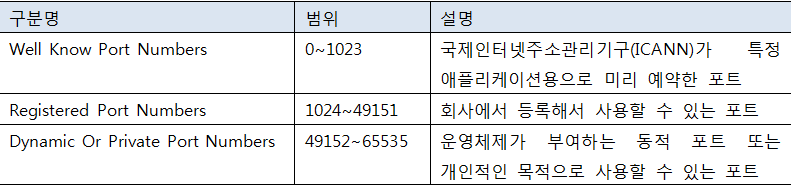 구분명 범위 설명
Well Know Port Numbers 0~1023 국제인터넷주소관리기구(ICANN)가 특정
애플리케이션용으로 미리 예약한 포트
Registered Port Numbers 1024~49151 회사에서 등록해서 사용할 수 있는 포트
Dynamic Or Private Port Numbers 49152~65535 운영체제가 부여하는 동적 포트 또는
개인적인 목적으로 사용할 수 있는 포트